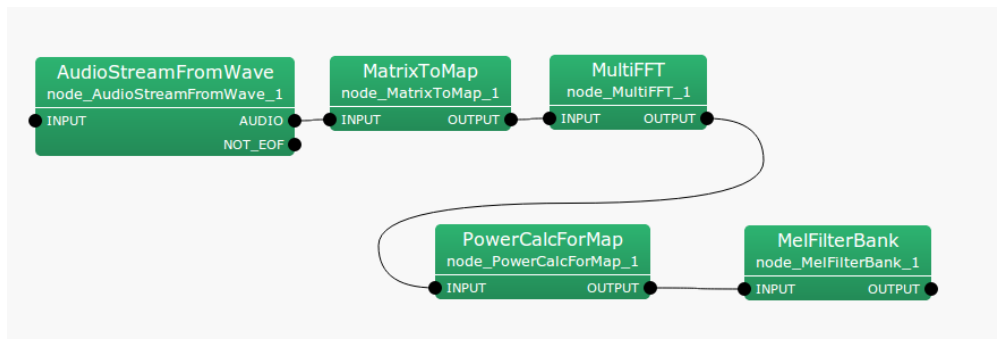 AudioStreamFromWave
node_AudioStreamFromWave_1
INPUT AUDIO
NOT_EOF
MatrixToMap
node_MatrixToMap_1
INPUT OUTPUT
MultiFFT
node_MultiFFT_1
INPUT OUTPUT
PowerCalcForMap
node_PowerCalcForMap_1
INPUT OUTPUT
MelFilterBank
node_MelFilterBank_1
INPUT OUTPUT